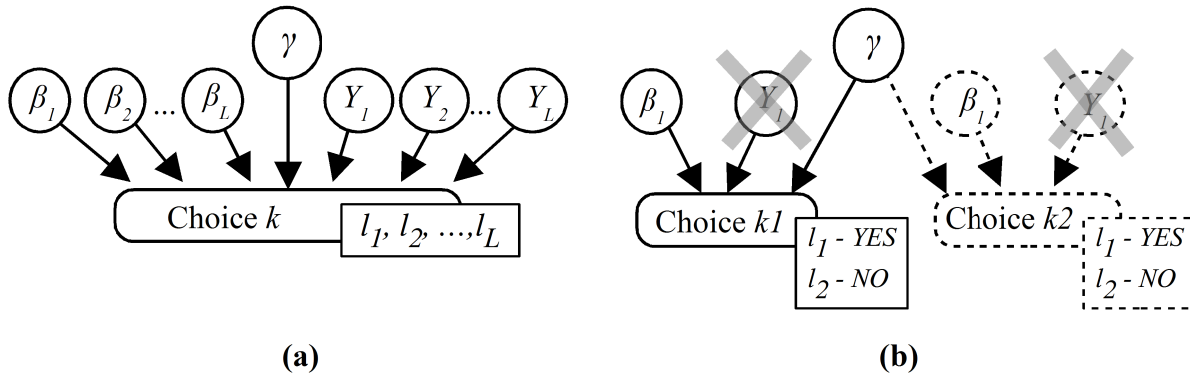 γ
β1 β2 ... βL Y1 Y2 ... YL
Choice k
l1, l2, ...,lL
(a)
γ
β1 Y1 β1 Y1
Choice k1 Choice k2
l1 - YES
l2 - NO
l1 - YES
l2 - NO
(b)